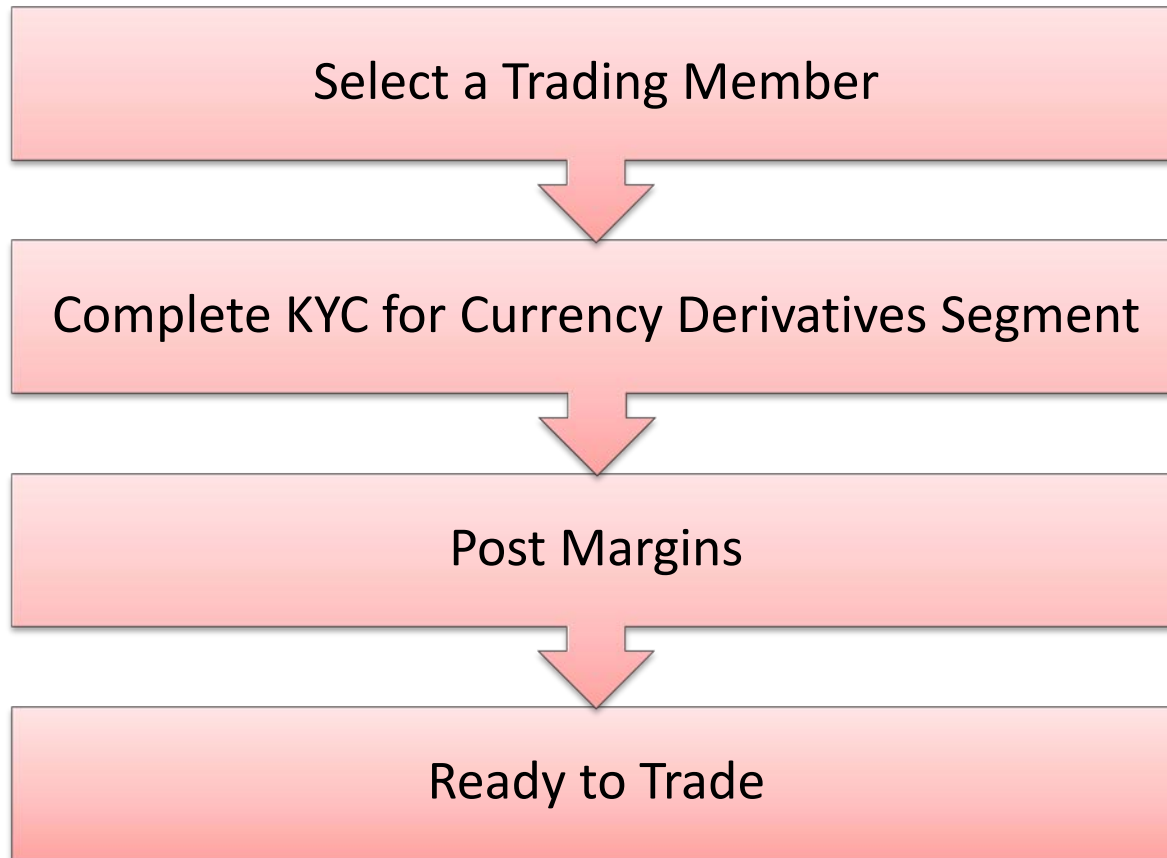 Select a Trading Member
Complete KYC for Currency Derivatives Segment
Post Margins
Ready to Trade